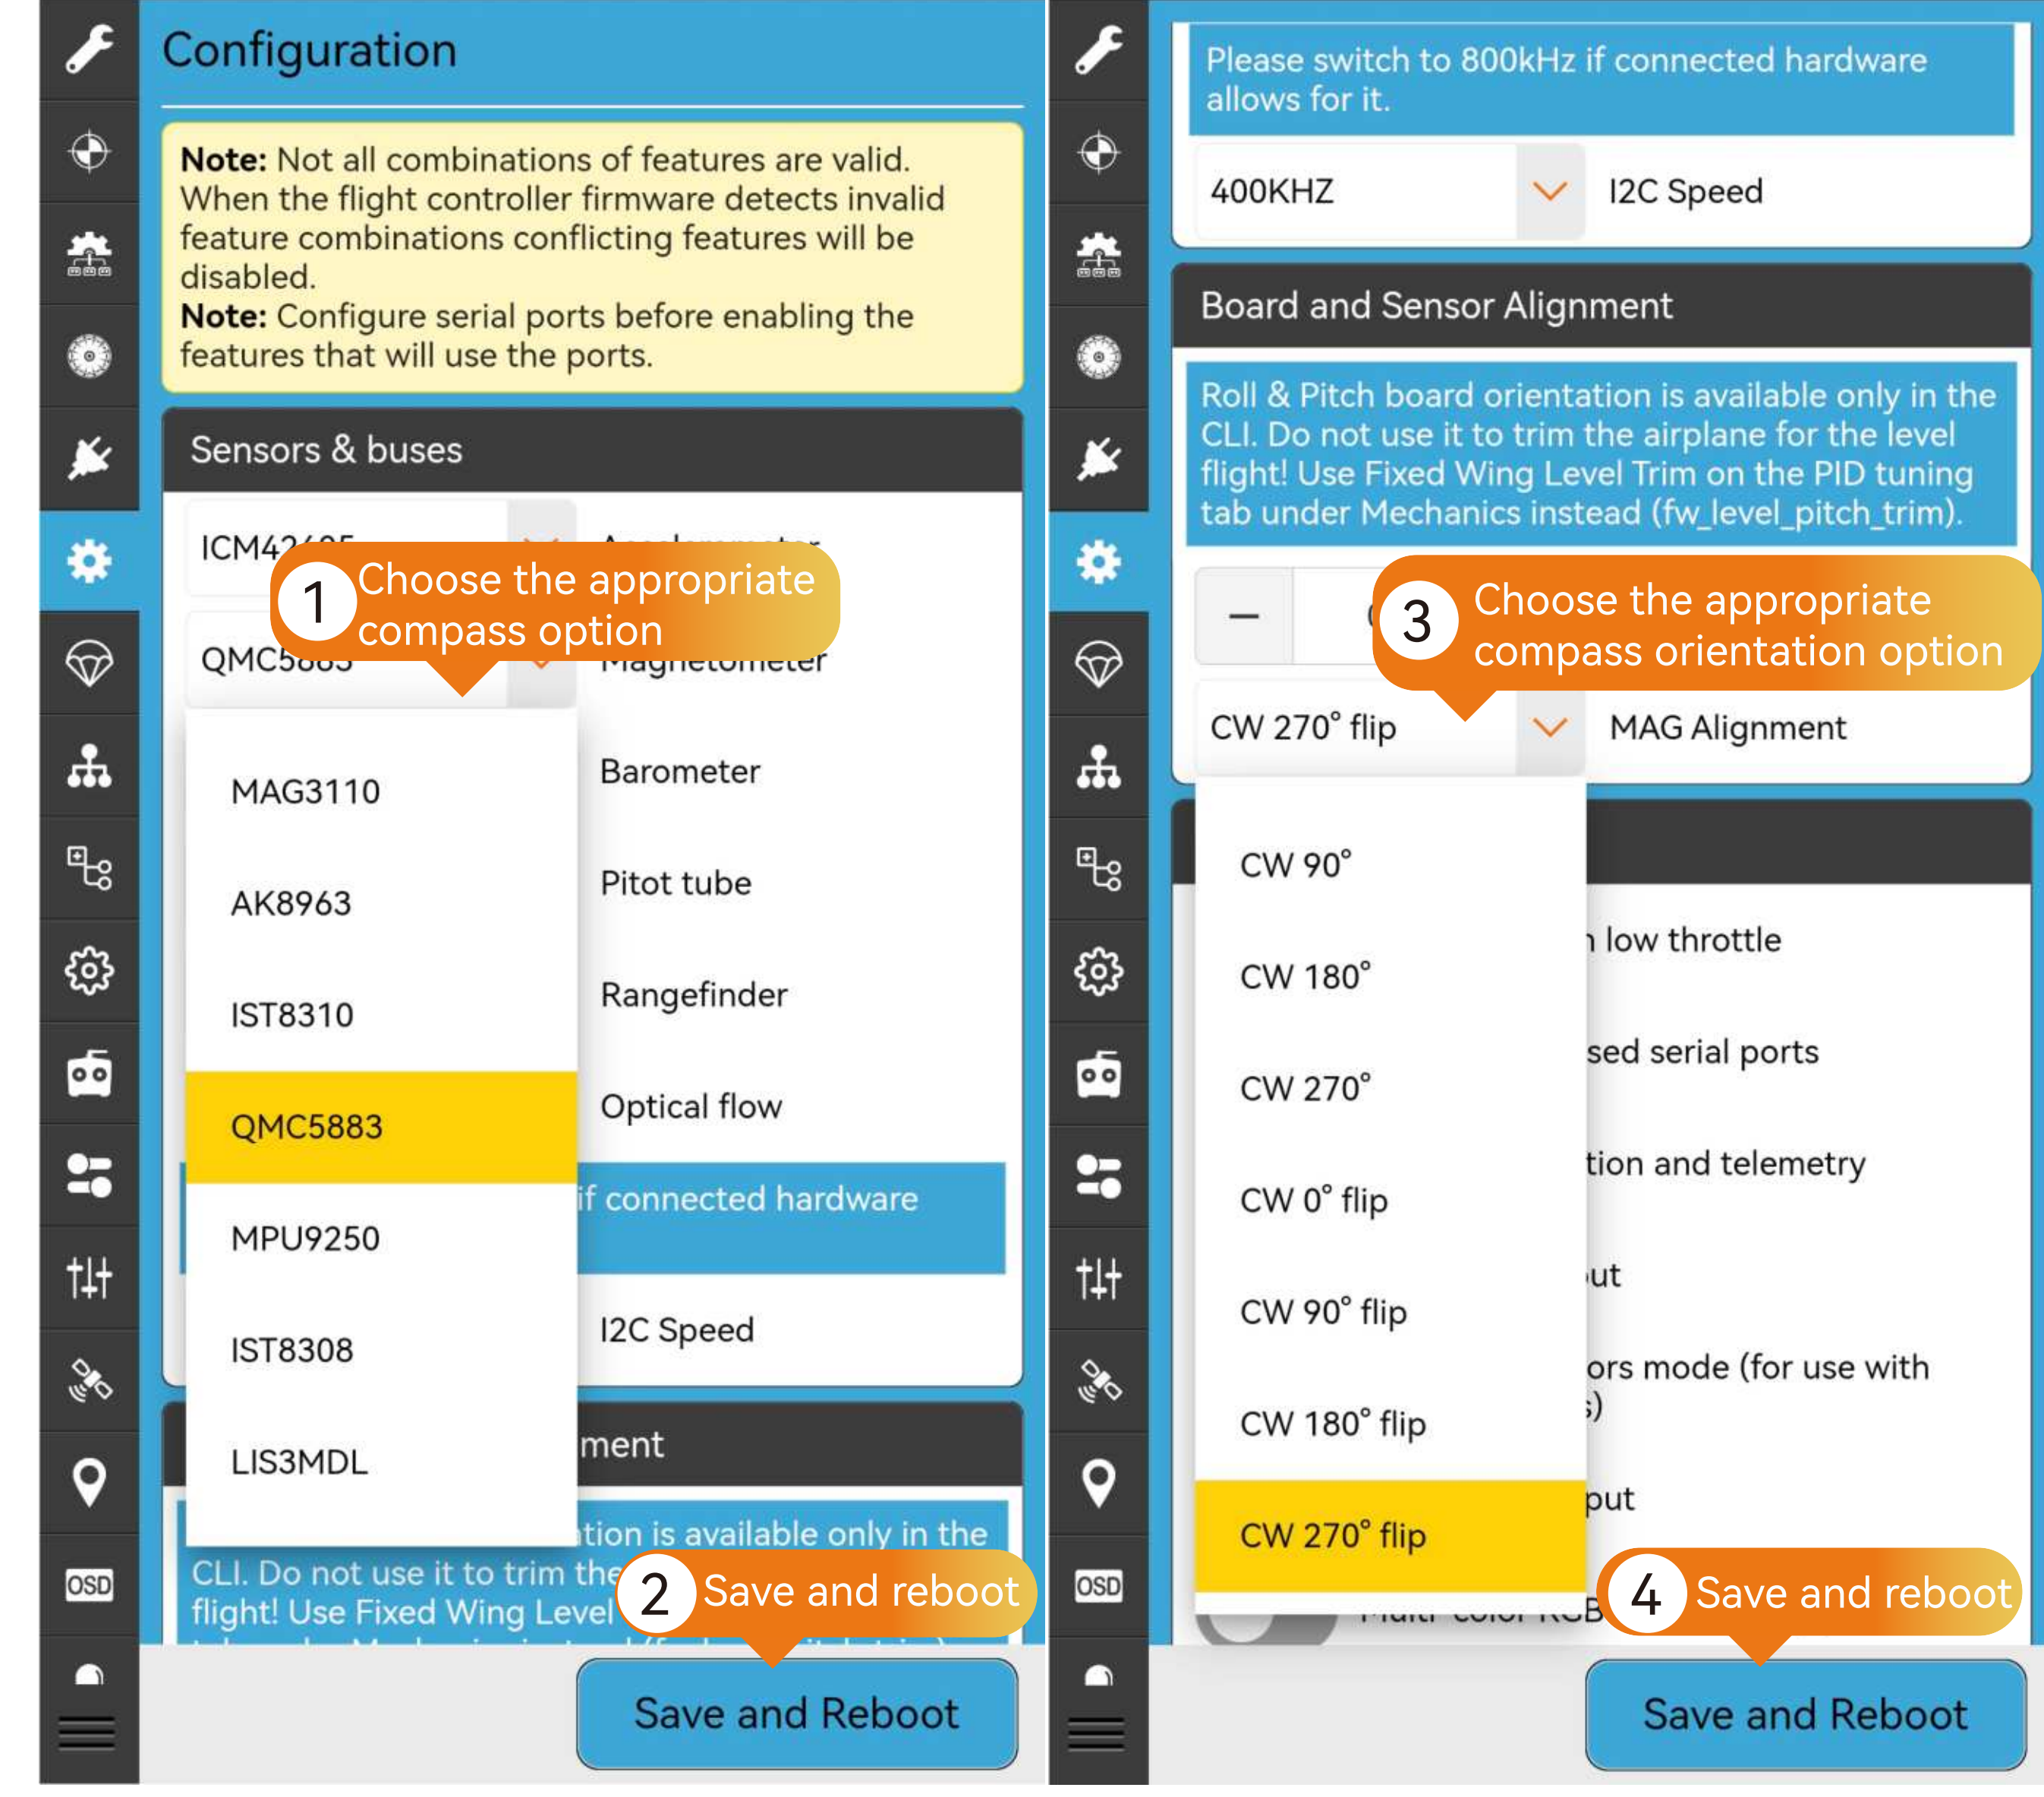 Configuration
Note: Not all combinations of features are valid.
When the flight controller firmware detects invalid
feature combinations conflicting features will be
disabled.
Note: Configure serial ports before enabling the
features that will use the ports.
Sensors & buses
1
Choose the appropriate
compass option
QMC5883
Magnetometer
MAG3110
AK8963
IST8310
QMC5883
MPU9250
IST8308
LIS3MDL
Barometer
Pitot tube
Rangefinder
Optical flow
if connected hardware
I2C Speed
ment
tion is available only in the
CLI. Do not use it to trim the
flight! Use Fixed Wing Level
2 Save and reboot
OSD
Save and Reboot
Please switch to 800kHz if connected hardware
allows for it.
400KHZ
I2C Speed
Board and Sensor Alignment
Roll & Pitch board orientation is available only in the
CLI. Do not use it to trim the airplane for the level
flight! Use Fixed Wing Level Trim on the PID tuning
tab under Mechanics instead (fw_level_pitch_trim).
3
Choose the appropriate
compass orientation option
CW 270° flip
MAG Alignment
CW 90°
CW 180°
CW 270°
CW 0° flip
CW 90° flip
CW 180° flip
CW 270° flip
low throttle
sed serial ports
tion and telemetry
ut
ors mode (for use with
s)
put
4 Save and reboot
OSD
Save and Reboot